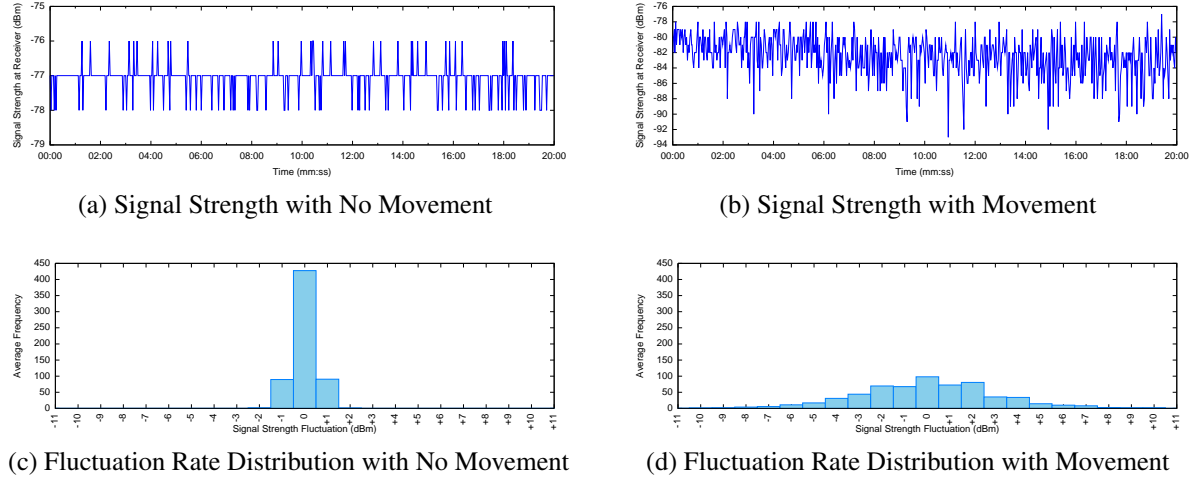 -75
-76
-77
-78
-79
Signal Strength at Receiver (dBm)
00:00 02:00 04:00 06:00 08:00 10:00 12:00 14:00 16:00 18:00 20:00
Time (mm:ss)
(a) Signal Strength with No Movement
-76
-78
-80
-82
-84
-86
-88
-90
-92
-94
Signal Strength at Receiver (dBm)
00:00 02:00 04:00 06:00 08:00 10:00 12:00 14:00 16:00 18:00 20:00
Time (mm:ss)
(b) Signal Strength with Movement
450
400
350
300
250
200
150
100
50
0
Average Frequency
-11 -10 -9 -8 -7 -6 -5 -4 -3 -2 -1 0 +1 +2 +3 +4 +5 +6 +7 +8 +9 +10 +11
Signal Strength Fluctuation (dBm)
(c) Fluctuation Rate Distribution with No Movement
450
400
350
300
250
200
150
100
50
0
Average Frequency
-11 -10 -9 -8 -7 -6 -5 -4 -3 -2 -1 0 +1 +2 +3 +4 +5 +6 +7 +8 +9 +10 +11
Signal Strength Fluctuation (dBm)
(d) Fluctuation Rate Distribution with Movement